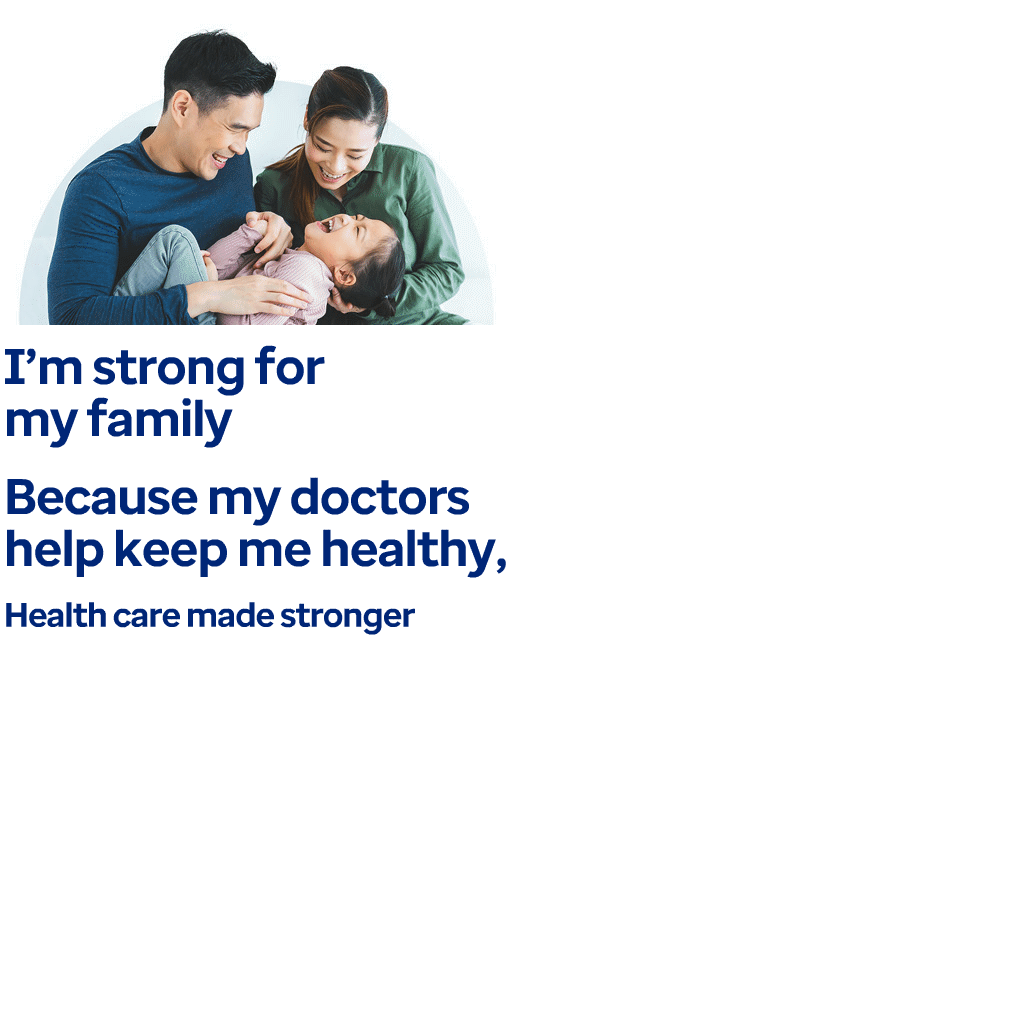 I’m strong for
my family
Because my doctors
help keep me healthy,
Health care made stronger